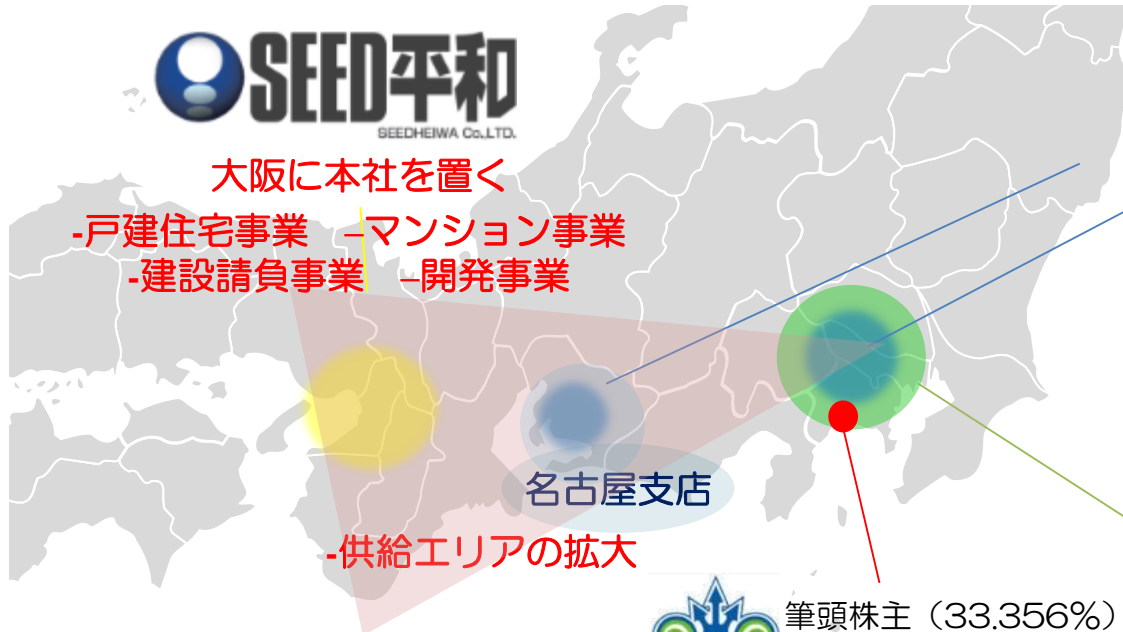 SEED平和
SEEDHEIWA Co.,LTD.
大阪に本社を置く
-戸建住宅事業　–マンション事業
-建設請負事業　–開発事業
名古屋支店
-供給エリアの拡大
筆頭株主（33.356%）